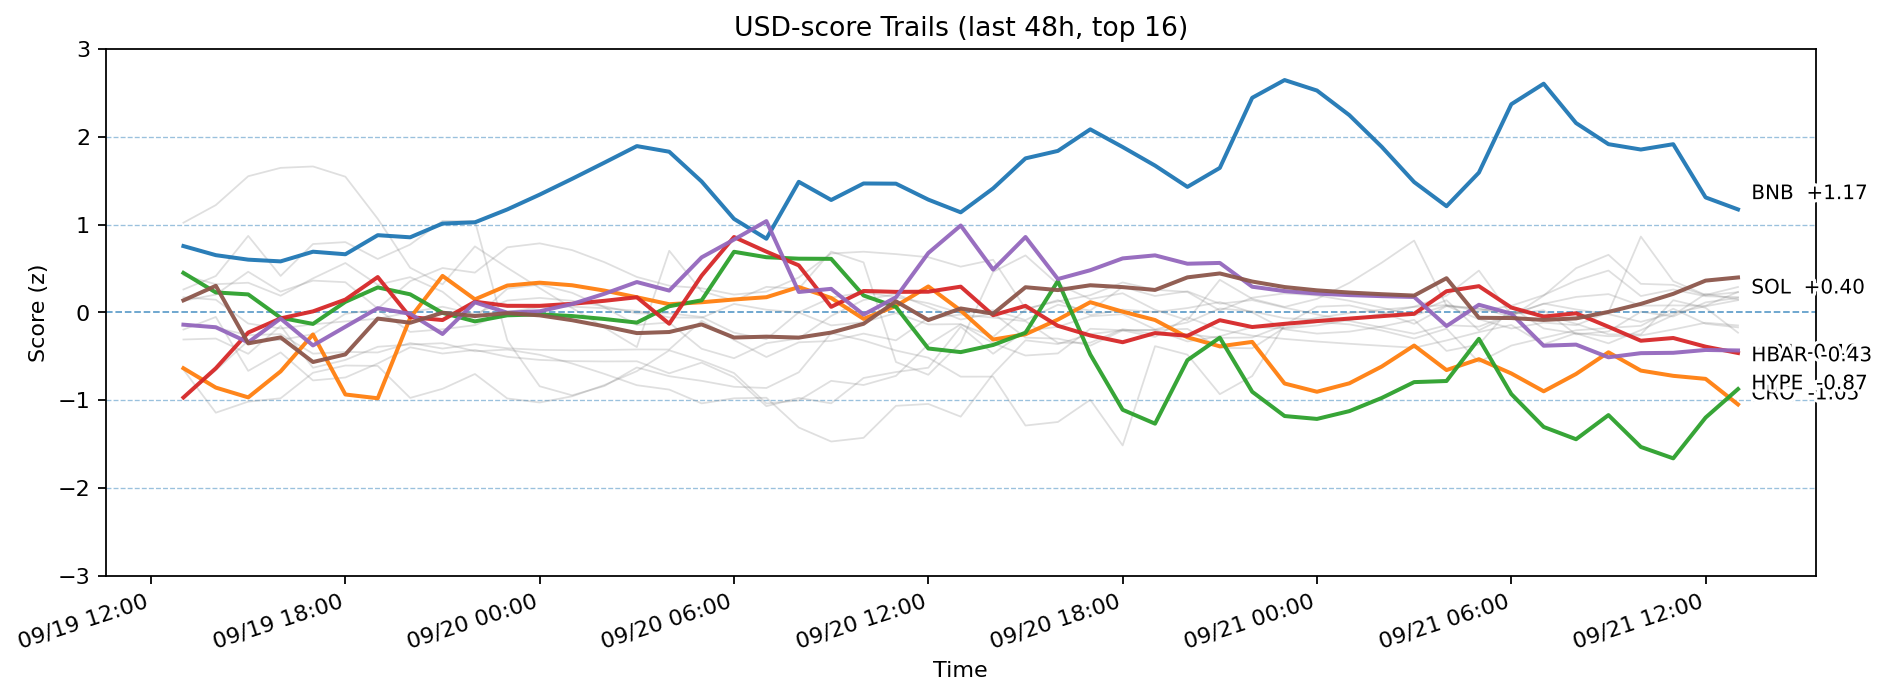 USD-score Trails (last 48h, top 16)
Score (z)
3
2
1
0
−1
−2
−3
BNB +1.17
SOL +0.40
HBAR -0.43
HYPE -0.87
CRO -1.05
09/19 12:00
09/19 18:00
09/20 00:00
09/20 06:00
09/20 12:00
09/20 18:00
09/21 00:00
09/21 06:00
09/21 12:00
Time